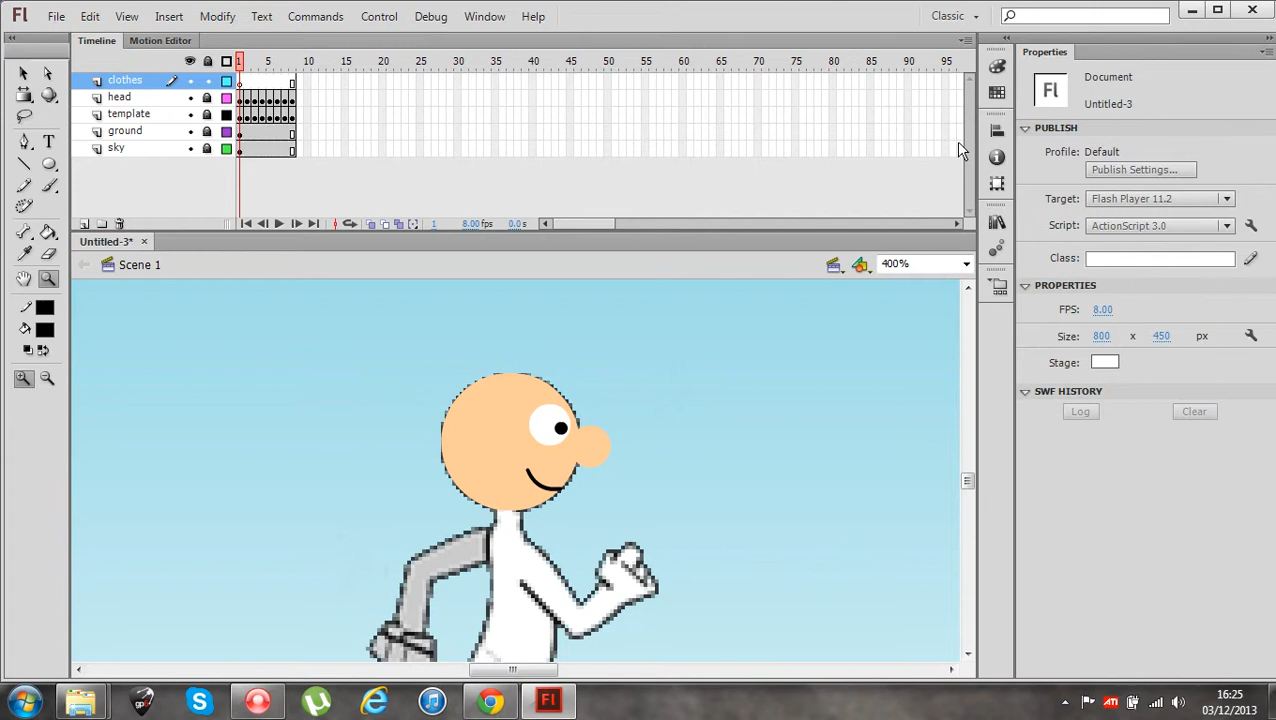 Fl File Edit View Insert Modify Text Commands Control Debug Window Help Classic
Timeline Motion Editor
1 5 10 15 20 25 30 35 40 45 50 55 60 65 70 75 80 85 90 95
clothes
head
template
ground
sky
1 8.00 fps 0.0 s
Untitled-3*
Scene 1 400%
Properties
Fl Document
Untitled-3
PUBLISH
Profile: Default
Publish Settings...
Target: Flash Player 11.2
Script: ActionScript 3.0
Class:
PROPERTIES
FPS: 8.00
Size: 800 x 450 px
Stage:
SWF HISTORY
Log Clear
Fl
16:25
03/12/2013